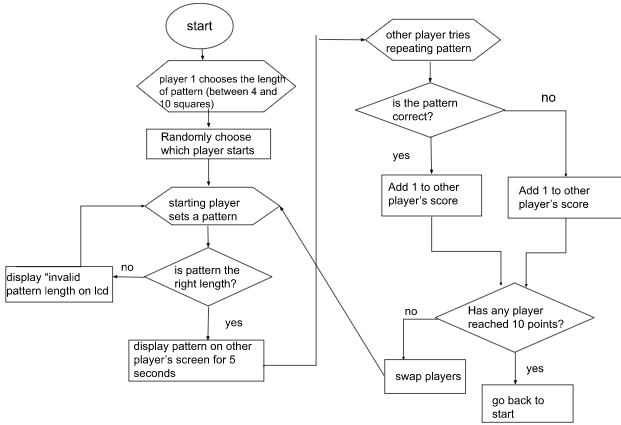 start
player 1 chooses the length
of pattern (between 4 and
10 squares)
Randomly choose
which player starts
starting player
sets a pattern
is pattern the
right length?
no
display “invalid
pattern length on lcd
yes
display pattern on other
player's screen for 5
seconds
other player tries
repeating pattern
is the pattern
correct?
no
yes
Add 1 to other
player's score
Add 1 to other
player's score
Has any player
reached 10 points?
no
swap players
yes
go back to
start